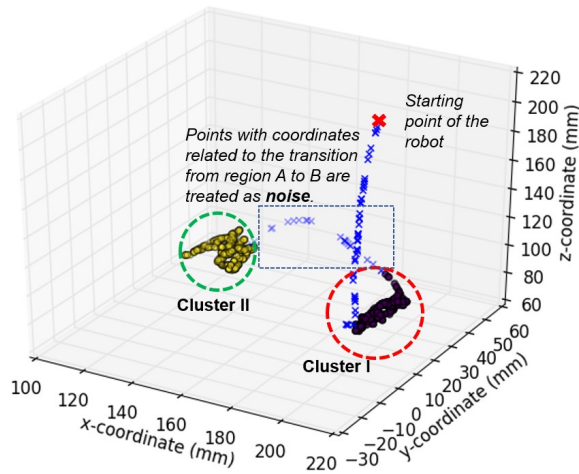 220
200
180
160
140
120
100
80
60
z-coordinate (mm)
Starting
point of the
robot
Points with coordinates
related to the transition
from region A to B are
treated as noise.
Cluster II
Cluster I
100
120
140
160
180
200
220
x-coordinate (mm)
−30
−20
−10
0
10
20
30
40
50
60
y-coordinate (mm)